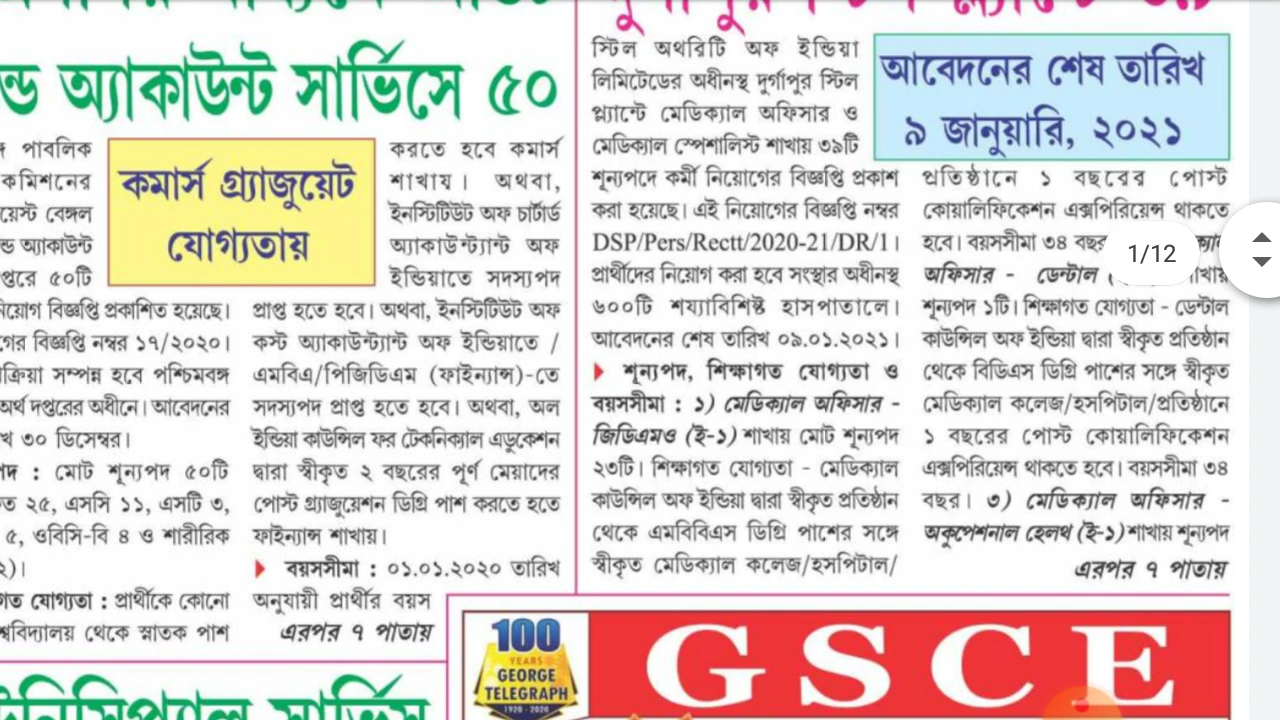 ন্ড অ্যাকাউন্ট সার্ভিসে ৫০
পাবলিক
কমিশনের
য়েস্ট বেঙ্গল
ন্ড অ্যাকাউন্ট
প্তরে ৫০টি
নিয়োগ বিজ্ঞপ্তি প্রকাশিত হয়েছে।
গের বিজ্ঞপ্তি নম্বর ১৭/২০২০।
ক্রিয়া সম্পন্ন হবে পশ্চিমবঙ্গ
অর্থ দপ্তরের অধীনে। আবেদনের
খ ৩০ ডিসেম্বর।
পদ : মোট শূন্যপদ ৫০টি
ত ২৫, এসসি ১১, এসটি ৩,
৫, ওবিসি-বি ৪ ও শারীরিক
২)।
গত যোগ্যতা : প্রার্থীকে কোনো
শ্ববিদ্যালয় থেকে স্নাতক পাশ
কমার্স গ্র্যাজুয়েট
যোগ্যতায়
করতে হবে কমার্স
শাখায়। অথবা,
ইনস্টিটিউট অফ চার্টার্ড
অ্যাকাউন্ট্যান্ট অফ
ইন্ডিয়াতে সদস্যপদ
প্রাপ্ত হতে হবে। অথবা, ইনস্টিটিউট অফ
কস্ট অ্যাকাউন্ট্যান্ট অফ ইন্ডিয়াতে /
এমবিএ/পিজিডিএম (ফাইন্যান্স)-তে
সদস্যপদ প্রাপ্ত হতে হবে। অথবা, অল
ইন্ডিয়া কাউন্সিল ফর টেকনিক্যাল এডুকেশন
দ্বারা স্বীকৃত ২ বছরের পূর্ণ মেয়াদের
পোস্ট গ্র্যাজুয়েশন ডিগ্রি পাশ করতে হতে
ফাইন্যান্স শাখায়।
বয়সসীমা : ০১.০১.২০২০ তারিখ
অনুযায়ী প্রার্থীর বয়স
এরপর ৭ পাতায়
স্টিল অথরিটি অফ ইন্ডিয়া
লিমিটেডের অধীনস্থ দুর্গাপুর স্টিল
প্ল্যান্টে মেডিক্যাল অফিসার ও
মেডিক্যাল স্পেশালিস্ট শাখায় ৩৯টি
শূন্যপদে কর্মী নিয়োগের বিজ্ঞপ্তি প্রকাশ
করা হয়েছে। এই নিয়োগের বিজ্ঞপ্তি নম্বর
DSP/Pers/Rectt/2020-21/DR/1।
প্রার্থীদের নিয়োগ করা হবে সংস্থার অধীনস্থ
৬০০টি শয্যাবিশিষ্ট হাসপাতালে।
আবেদনের শেষ তারিখ ০৯.০১.২০২১।
শূন্যপদ, শিক্ষাগত যোগ্যতা ও
বয়সসীমা : ১) মেডিক্যাল অফিসার -
জিডিএমও (ই-১) শাখায় মোট শূন্যপদ
২৩টি। শিক্ষাগত যোগ্যতা - মেডিক্যাল
কাউন্সিল অফ ইন্ডিয়া দ্বারা স্বীকৃত প্রতিষ্ঠান
থেকে এমবিবিএস ডিগ্রি পাশের সঙ্গে
স্বীকৃত মেডিক্যাল কলেজ/হসপিটাল/
আবেদনের শেষ তারিখ
৯ জানুয়ারি, ২০২১
প্রতিষ্ঠানে ১ বছরের পোস্ট
কোয়ালিফিকেশন এক্সপিরিয়েন্স থাকতে
হবে। বয়সসীমা ৩৪ বছর
অফিসার - ডেন্টাল
শূন্যপদ ১টি। শিক্ষাগত যোগ্যতা - ডেন্টাল
কাউন্সিল অফ ইন্ডিয়া দ্বারা স্বীকৃত প্রতিষ্ঠান
থেকে বিডিএস ডিগ্রি পাশের সঙ্গে স্বীকৃত
মেডিক্যাল কলেজ/হসপিটাল/প্রতিষ্ঠানে
১ বছরের পোস্ট কোয়ালিফিকেশন
এক্সপিরিয়েন্স থাকতে হবে। বয়সসীমা ৩৪
বছর। ৩) মেডিক্যাল অফিসার -
অকুপেশনাল হেলথ (ই-১) শাখায় শূন্যপদ
এরপর ৭ পাতায়
1/12
100
YEARS
GEORGE
TELEGRAPH
1920 - 2020
GSCE